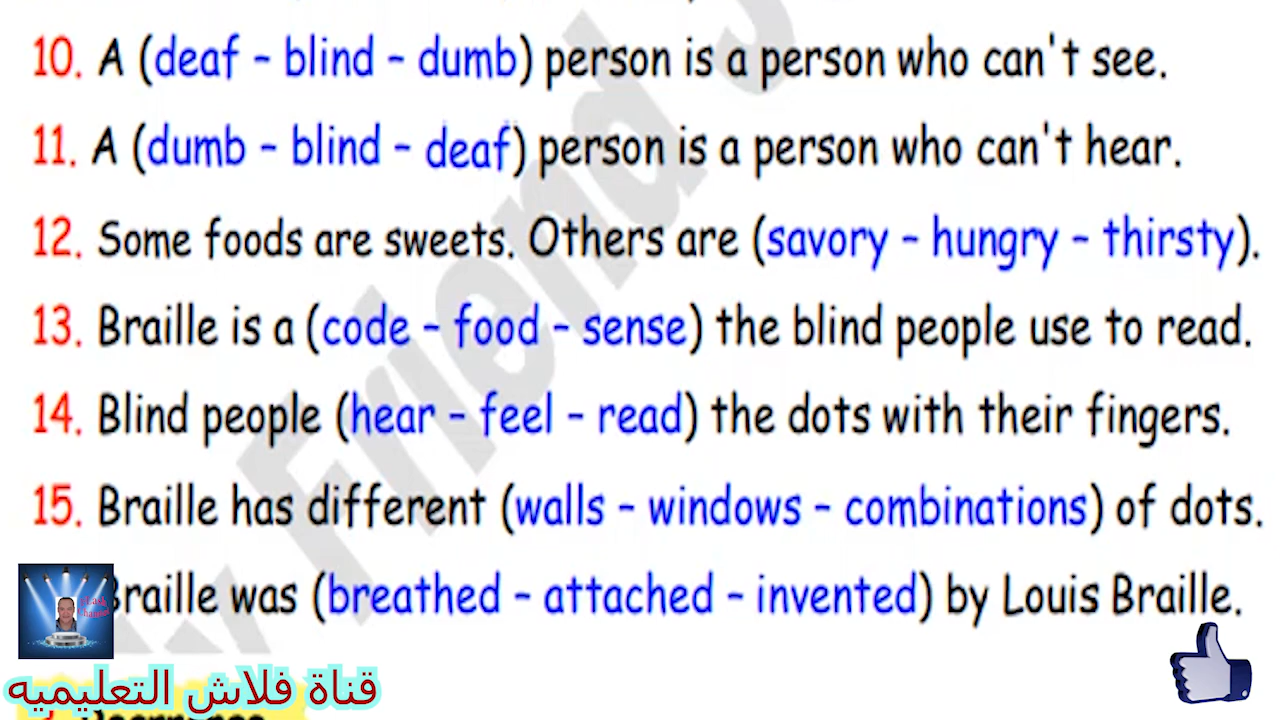 10. A (deaf – blind – dumb) person is a person who can't see.
11. A (dumb – blind – deaf) person is a person who can't hear.
12. Some foods are sweets. Others are (savory – hungry – thirsty).
13. Braille is a (code – food – sense) the blind people use to read.
14. Blind people (hear – feel – read) the dots with their fingers.
15. Braille has different (walls – windows – combinations) of dots.
Braille was (breathed – attached – invented) by Louis Braille.
قناة فلاش التعليميه
Friend